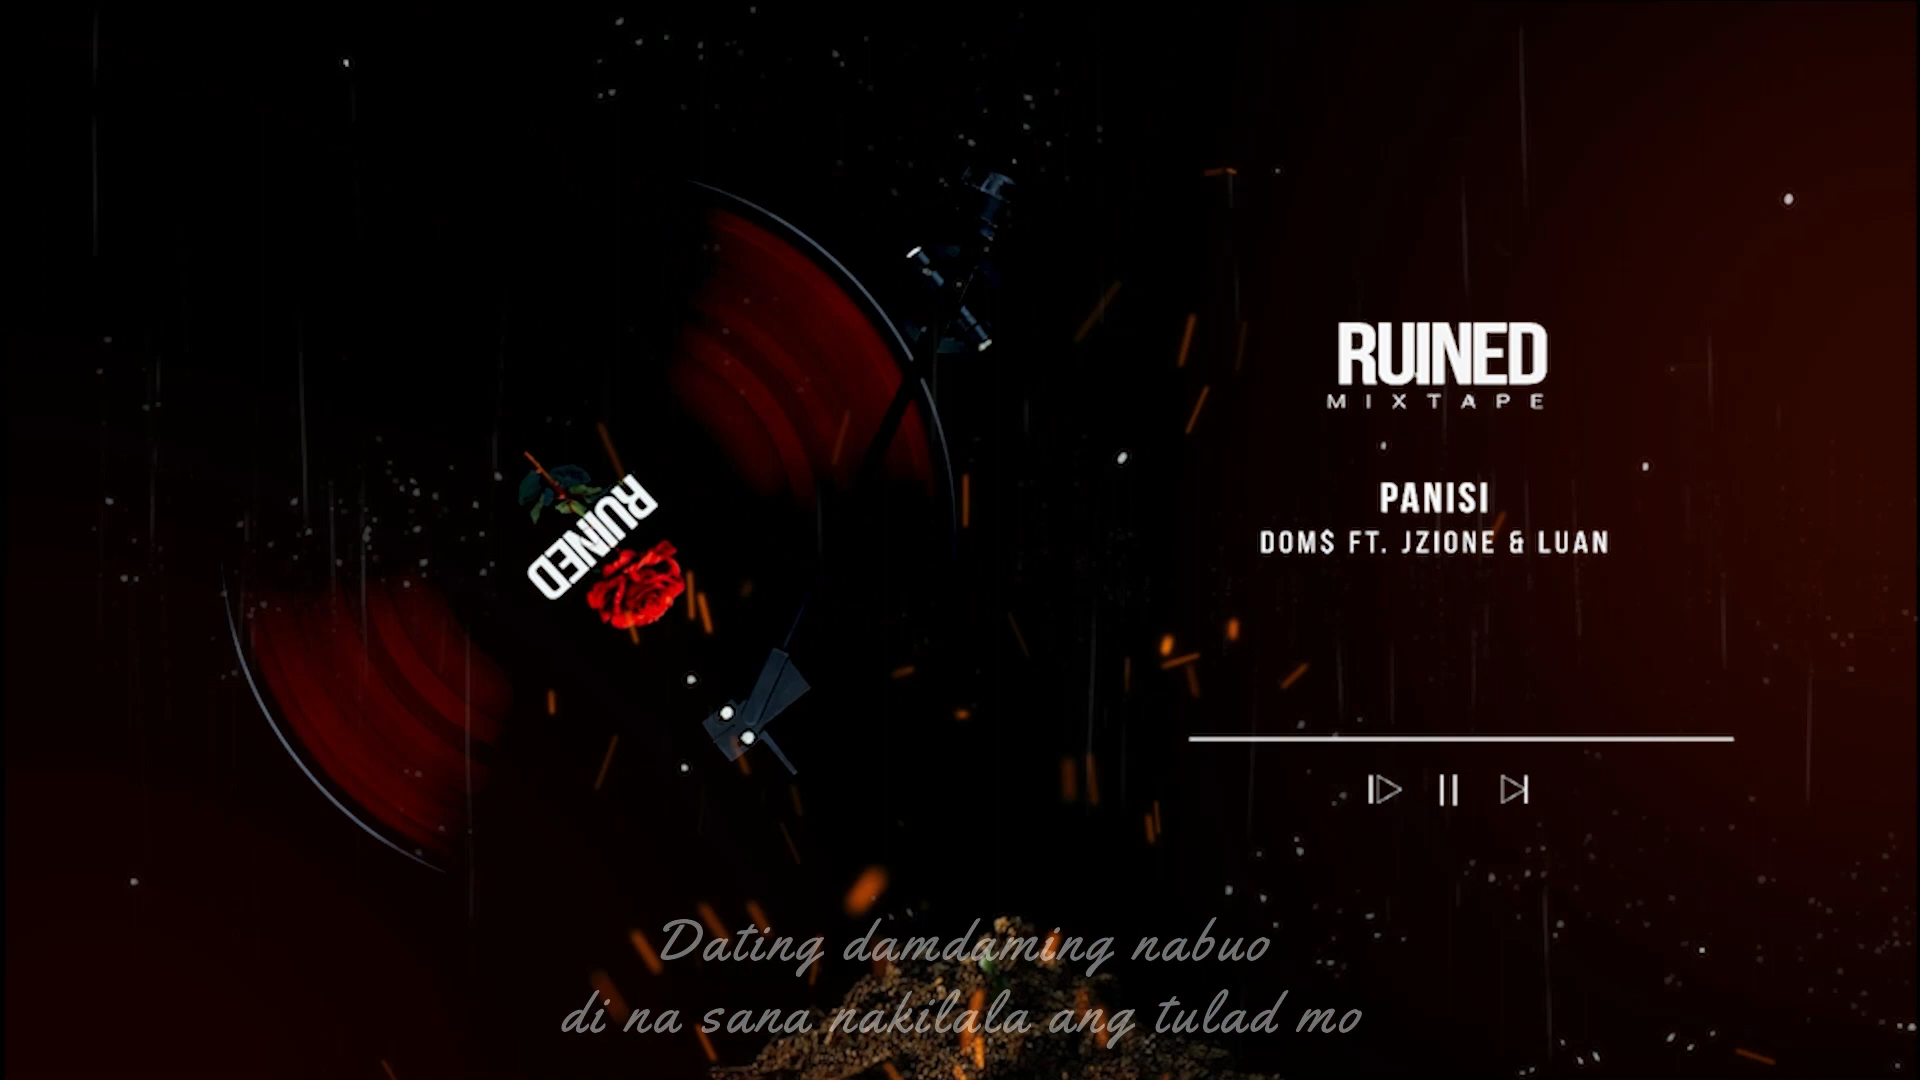 RUINED
RUINED
MIXTAPE
PANISI
DOM$ FT. JZIONE & LUAN
Dating damdaming nabuo
di na sana nakilala ang tulad mo